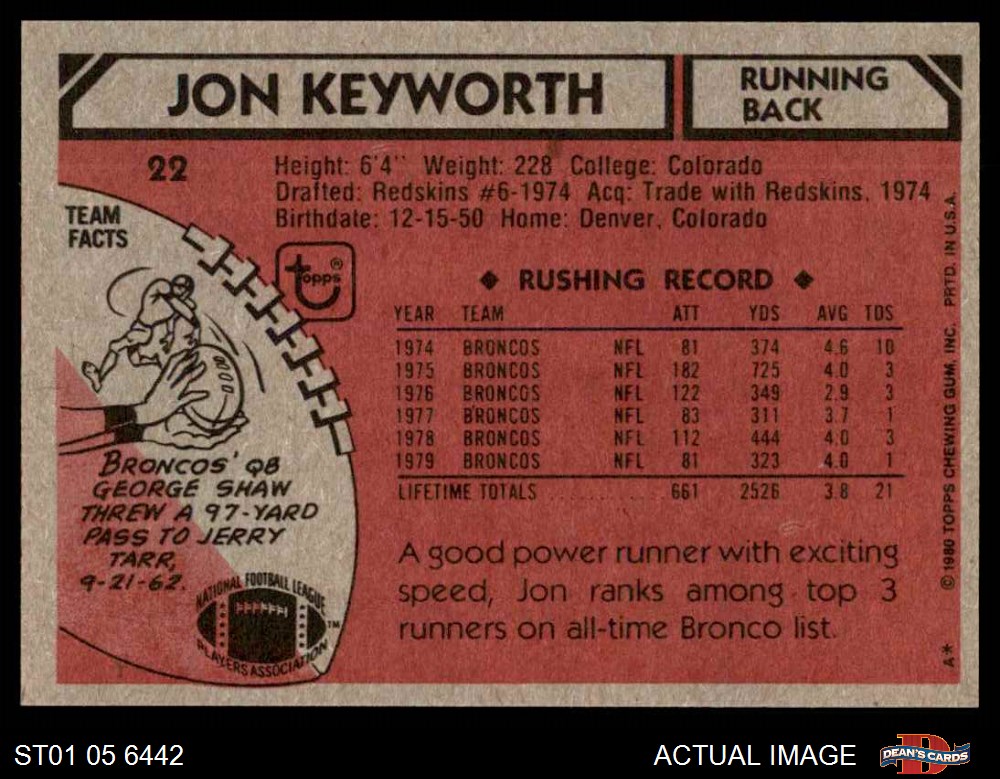 JON KEYWORTH
RUNNING
BACK
22
Height: 6'4" Weight: 228 College: Colorado
Drafted: Redskins #6-1974 Acq: Trade with Redskins, 1974
Birthdate: 12-15-50 Home: Denver, Colorado
TEAM
FACTS
topps®
◆ RUSHING RECORD ◆
YEAR TEAM ATT YDS AVG TDS
1974 BRONCOS NFL 81 374 4.6 10
1975 BRONCOS NFL 182 725 4.0 3
1976 BRONCOS NFL 122 349 2.9 3
1977 BRONCOS NFL 83 311 3.7 1
1978 BRONCOS NFL 112 444 4.0 3
1979 BRONCOS NFL 81 323 4.0 1
LIFETIME TOTALS ............ 661 2526 3.8 21
BRONCOS' QB
GEORGE SHAW
THREW A 97-YARD
PASS TO JERRY
TARR,
9-21-62.
NATIONAL FOOTBALL LEAGUE
PLAYERS ASSOCIATION
TM
A good power runner with exciting
speed, Jon ranks among top 3
runners on all-time Bronco list.
A* © 1980 TOPPS CHEWING GUM, INC. PRTD. IN U.S.A.
ST01 05 6442
ACTUAL IMAGE
D
DEAN'S CARDS